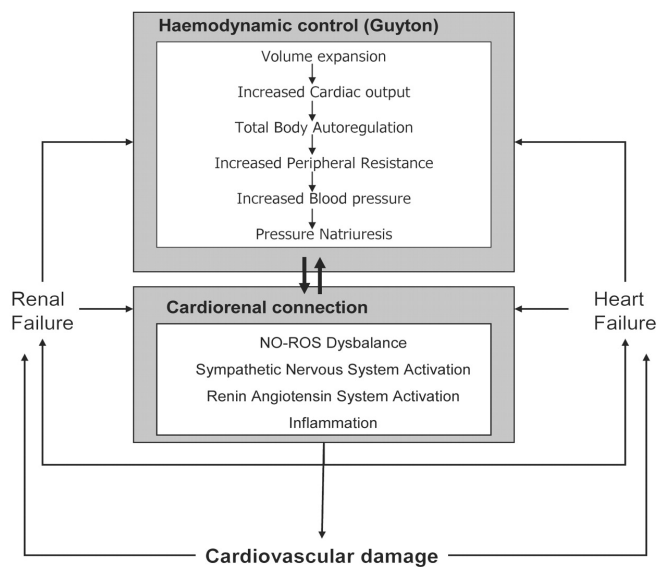 Haemodynamic control (Guyton)
Volume expansion
Increased Cardiac output
Total Body Autoregulation
Increased Peripheral Resistance
Increased Blood pressure
Pressure Natriuresis
Renal
Failure
Heart
Failure
Cardiorenal connection
NO-ROS Dysbalance
Sympathetic Nervous System Activation
Renin Angiotensin System Activation
Inflammation
Cardiovascular damage